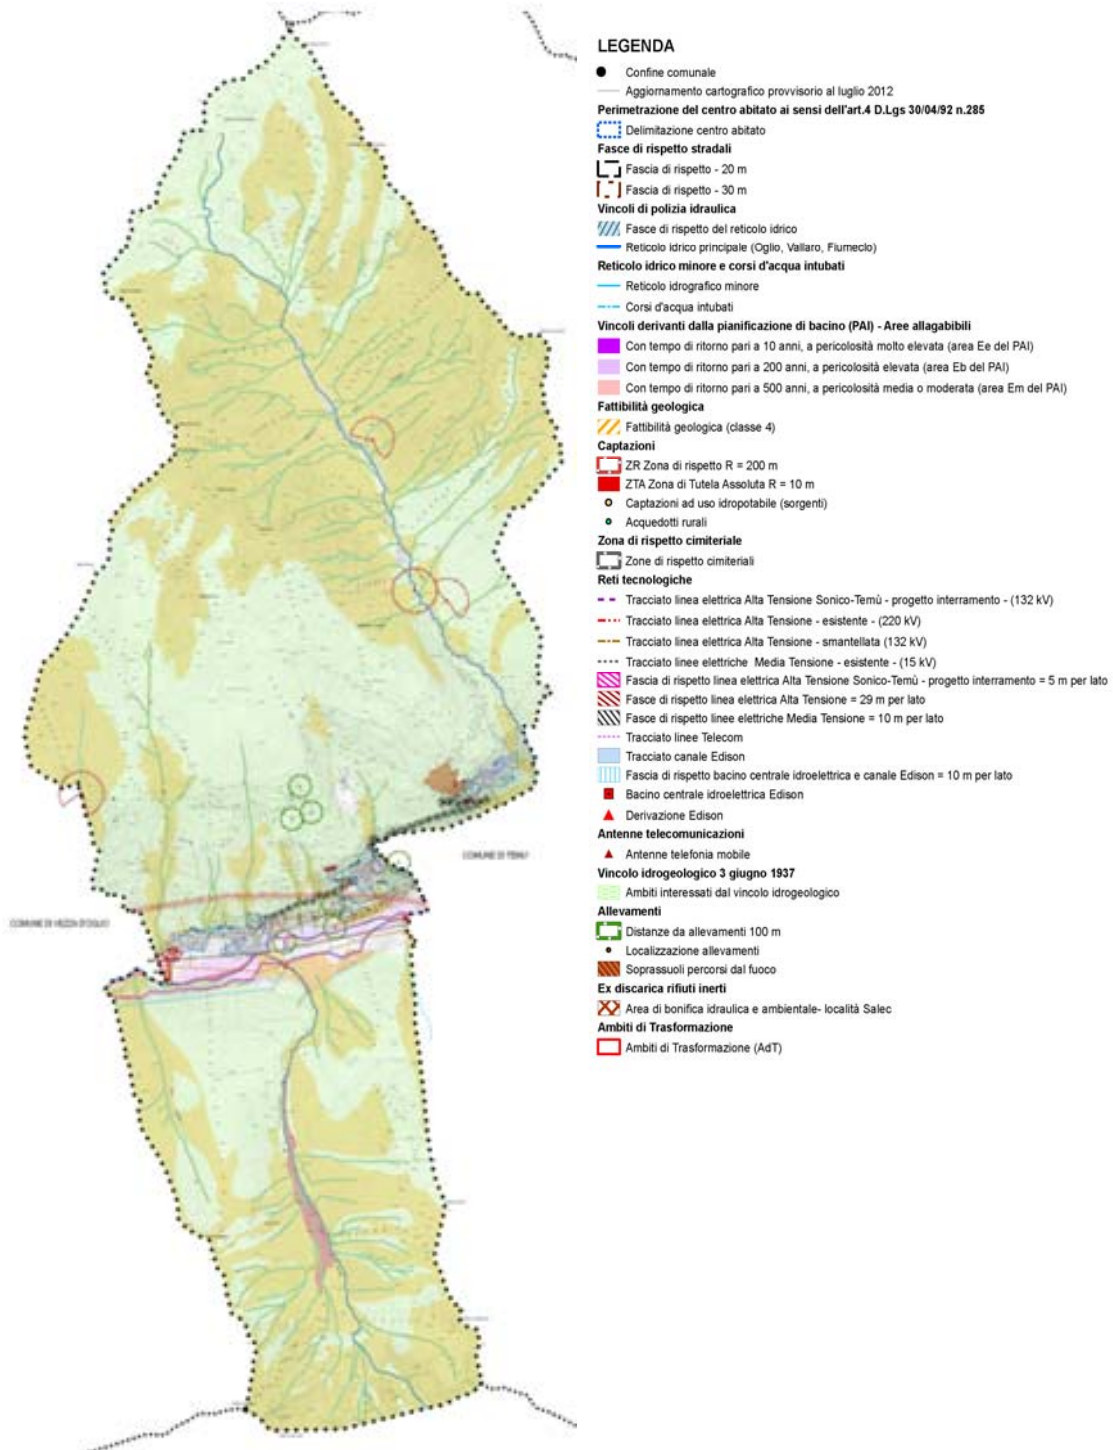 LEGENDA
Confine comunale
Aggiornamento cartografico provvisorio al luglio 2012
Perimetrazione del centro abitato ai sensi dell'art.4 D.Lgs 30/04/92 n.285
Delimitazione centro abitato
Fasce di rispetto stradali
Fascia di rispetto - 20 m
Fascia di rispetto - 30 m
Vincoli di polizia idraulica
Fasce di rispetto del reticolo idrico
Reticolo idrico principale (Oglio, Vallaro, Fiumeclo)
Reticolo idrico minore e corsi d'acqua intubati
Reticolo idrografico minore
Corsi d'acqua intubati
Vincoli derivanti dalla pianificazione di bacino (PAI) - Aree allagabibili
Con tempo di ritorno pari a 10 anni, a pericolosità molto elevata (area Ee del PAI)
Con tempo di ritorno pari a 200 anni, a pericolosità elevata (area Eb del PAI)
Con tempo di ritorno pari a 500 anni, a pericolosità media o moderata (area Em del PAI)
Fattibilità geologica
Fattibilità geologica (classe 4)
Captazioni
ZR Zona di rispetto R = 200 m
ZTA Zona di Tutela Assoluta R = 10 m
Captazioni ad uso idropotabile (sorgenti)
Acquedotti rurali
Zona di rispetto cimiteriale
Zone di rispetto cimiteriali
Reti tecnologiche
Tracciato linea elettrica Alta Tensione Sonico-Temù - progetto interramento - (132 kV)
Tracciato linea elettrica Alta Tensione - esistente - (220 kV)
Tracciato linea elettrica Alta Tensione - smantellata (132 kV)
Tracciato linee elettriche Media Tensione - esistente - (15 kV)
Fascia di rispetto linea elettrica Alta Tensione Sonico-Temù - progetto interramento = 5 m per lato
Fasce di rispetto linea elettrica Alta Tensione = 29 m per lato
Fasce di rispetto linee elettriche Media Tensione = 10 m per lato
Tracciato linee Telecom
Tracciato canale Edison
Fascia di rispetto bacino centrale idroelettrica e canale Edison = 10 m per lato
Bacino centrale idroelettrica Edison
Derivazione Edison
Antenne telecomunicazioni
Antenne telefonia mobile
Vincolo idrogeologico 3 giugno 1937
Ambiti interessati dal vincolo idrogeologico
Allevamenti
Distanze da allevamenti 100 m
Localizzazione allevamenti
Soprassuoli percorsi dal fuoco
Ex discarica rifiuti inerti
Area di bonifica idraulica e ambientale- località Salec
Ambiti di Trasformazione
Ambiti di Trasformazione (AdT)
COMUNE DI TEMU'
COMUNE DI VEZZA D'OGLIO